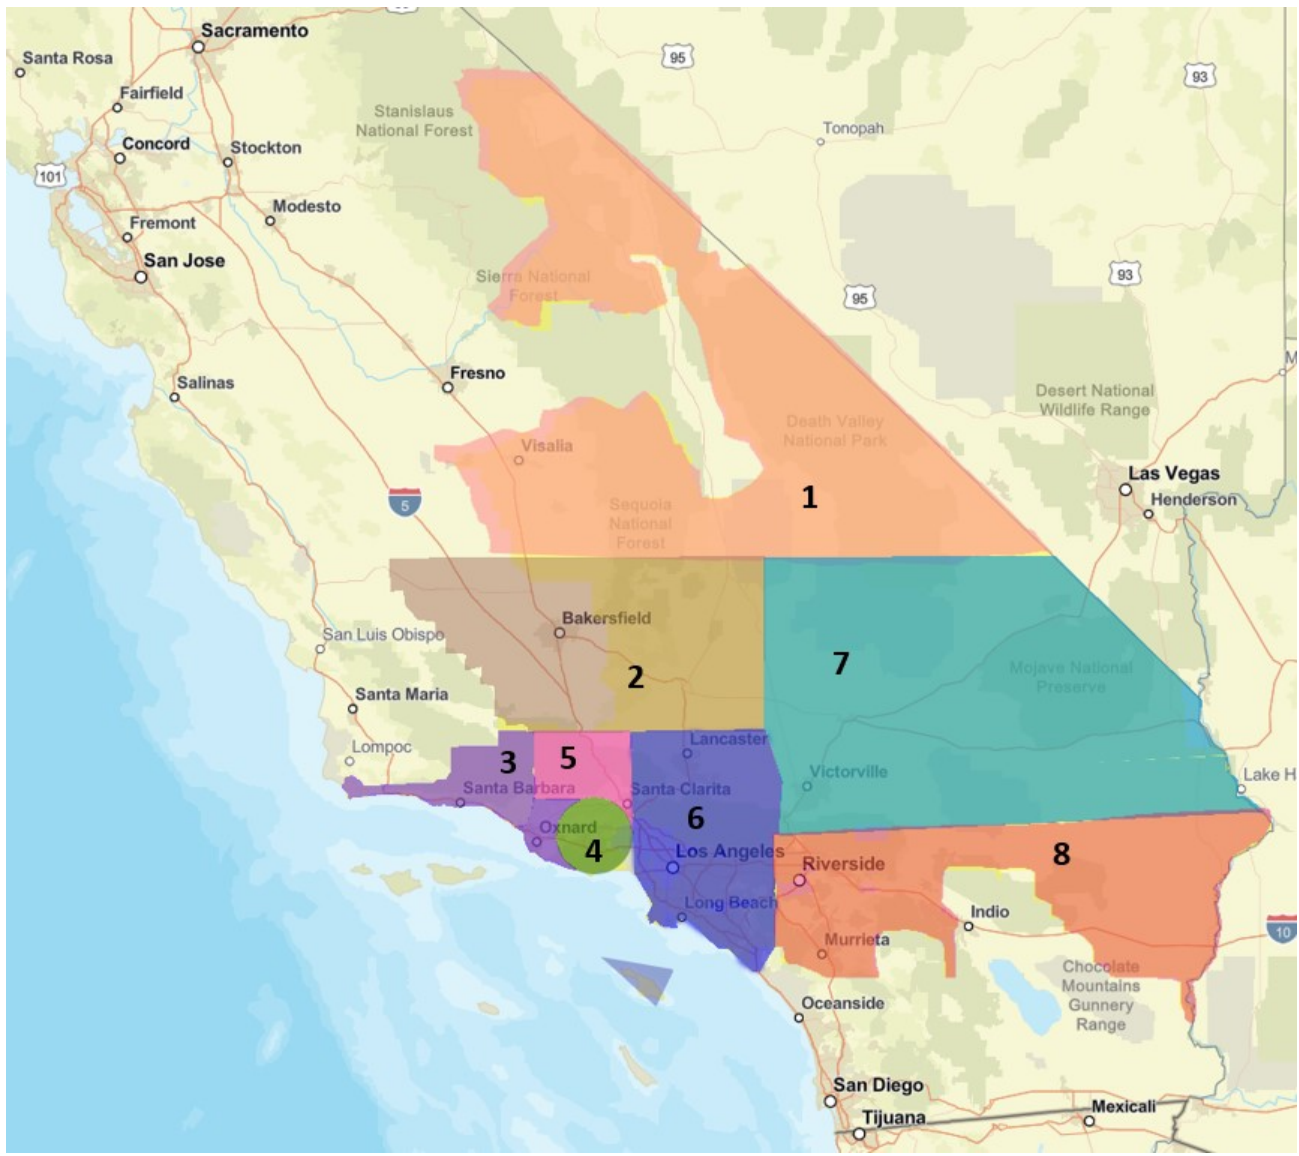 Sacramento
Santa Rosa
95
93
Fairfield
Stanislaus
National Forest
Tonopah
Concord
Stockton
101
Modesto
Fremont
San Jose
93
Sierra National
Forest
95
Fresno
Salinas
Desert National
Wildlife Range
Death Valley
National Park
Visalia
Las Vegas
1
5
Henderson
Sequoia
National
Forest
Bakersfield
San Luis Obispo
7
Mojave National
Preserve
2
Santa Maria
Lompoc
3
5
Lancaster
Santa Barbara
Santa Clarita
Victorville
Lake H
6
Oxnard
4
Los Angeles
8
Riverside
Long Beach
Indio
10
Murrieta
Chocolate
Mountains
Gunnery
Range
Oceanside
San Diego
Mexicali
Tijuana